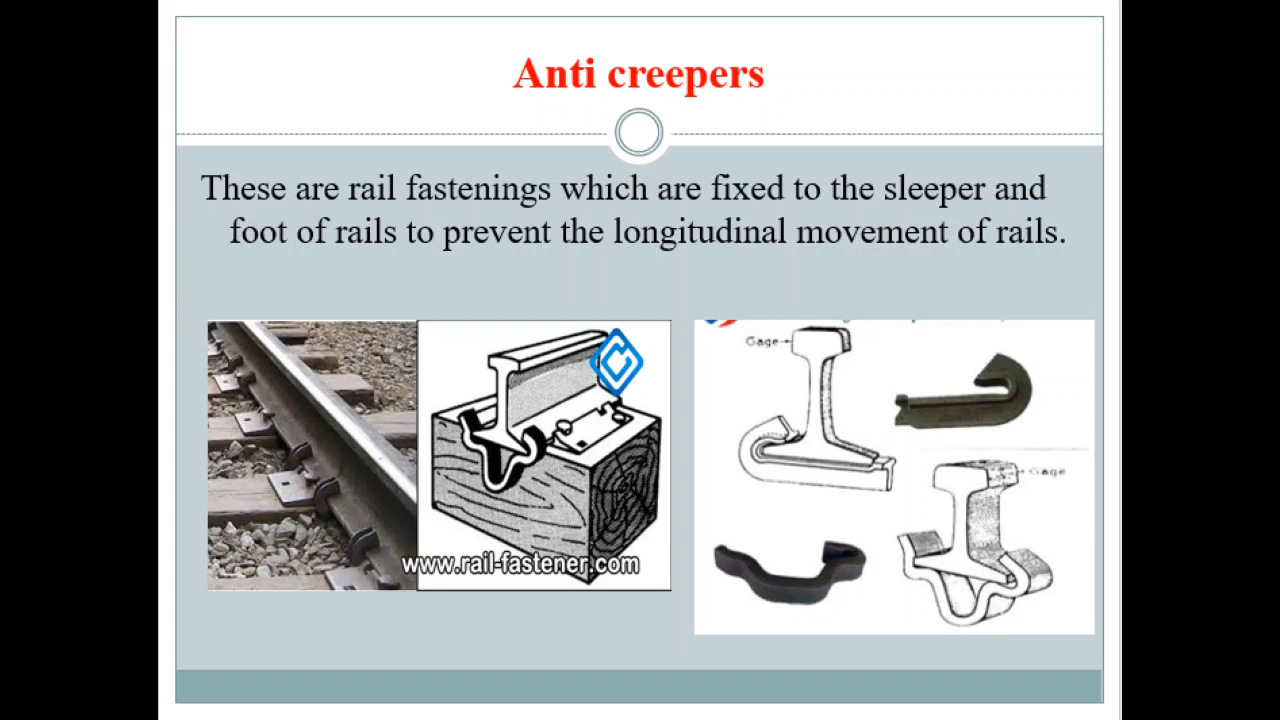 Anti creepers
These are rail fastenings which are fixed to the sleeper and
foot of rails to prevent the longitudinal movement of rails.
Gage
Gage
www.rail-fastener.com